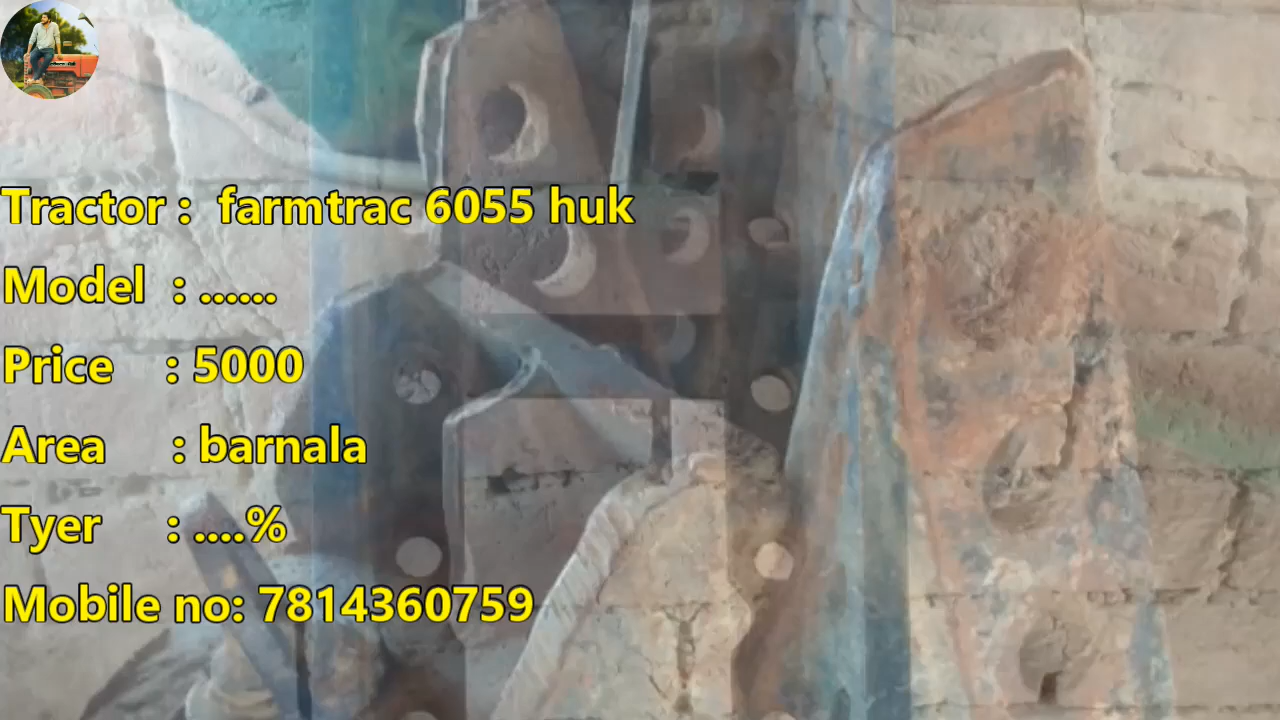 Tractor : farmtrac 6055 huk
Model : ......
Price : 5000
Area : barnala
Tyer : ....%
Mobile no: 7814360759